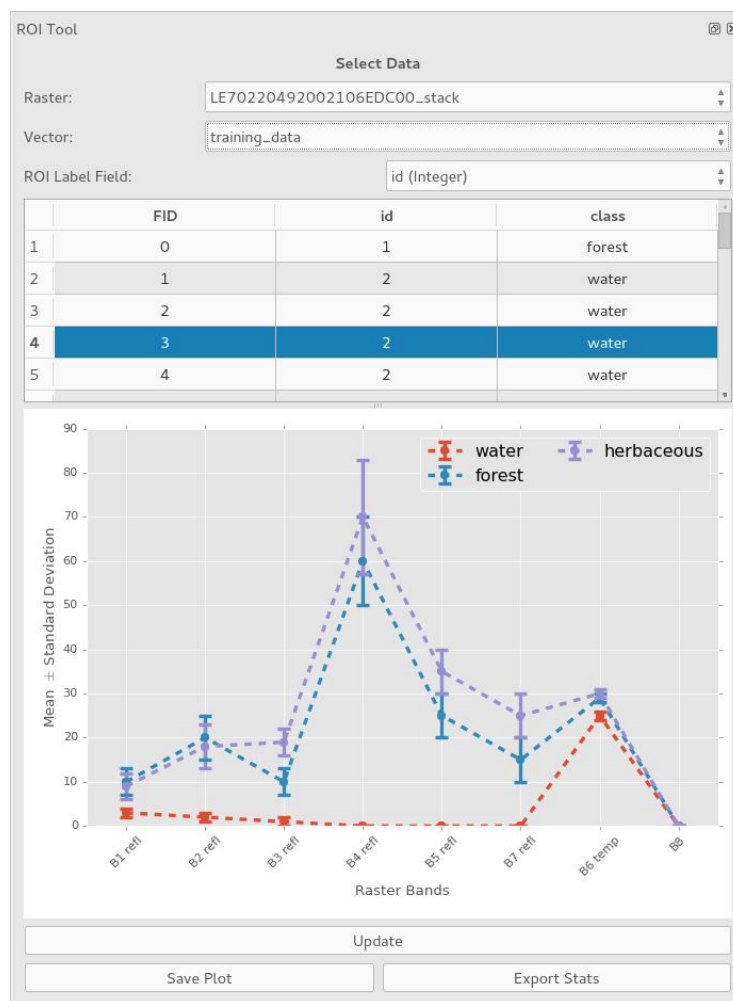 ROI Tool
Select Data
Raster: LE70220492002106EDC00_stack
Vector: training_data
ROI Label Field: id (Integer)
FID id class
1 0 1 forest
2 1 2 water
3 2 2 water
4 3 2 water
5 4 2 water
90
80
70
60
50
40
30
20
10
0
Mean ± Standard Deviation
water herbaceous
forest
B1 refl B2 refl B3 refl B4 refl B5 refl B7 refl B6 temp B8
Raster Bands
Update
Save Plot Export Stats